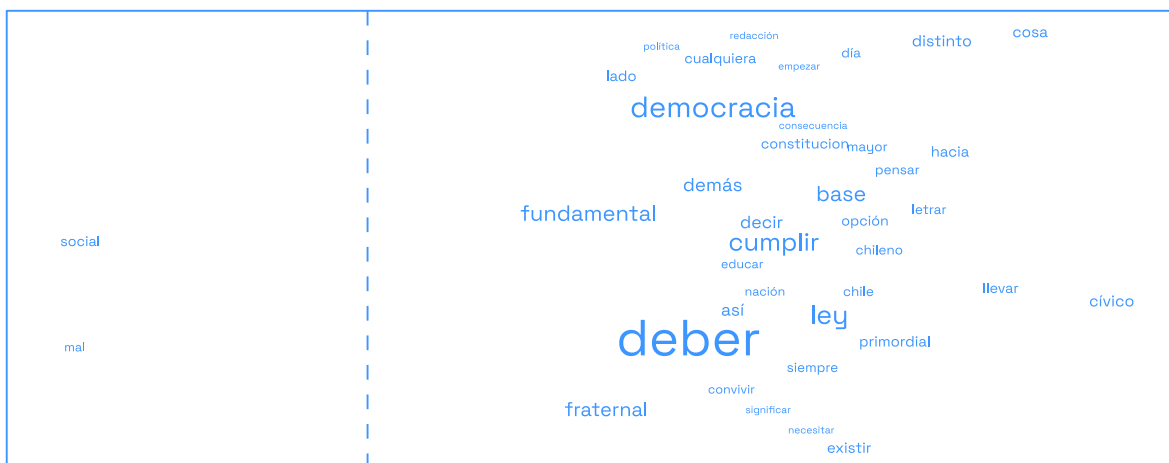 cosa
redacción
distinto
política
día
cualquiera
empezar
lado
democracia
consecuencia
constitucion
mayor
hacia
pensar
demás
base
fundamental
letrar
decir
opción
social
cumplir
chileno
educar
llevar
nación
chile
cívico
así
ley
deber
primordial
mal
siempre
convivir
fraternal
significar
necesitar
existir